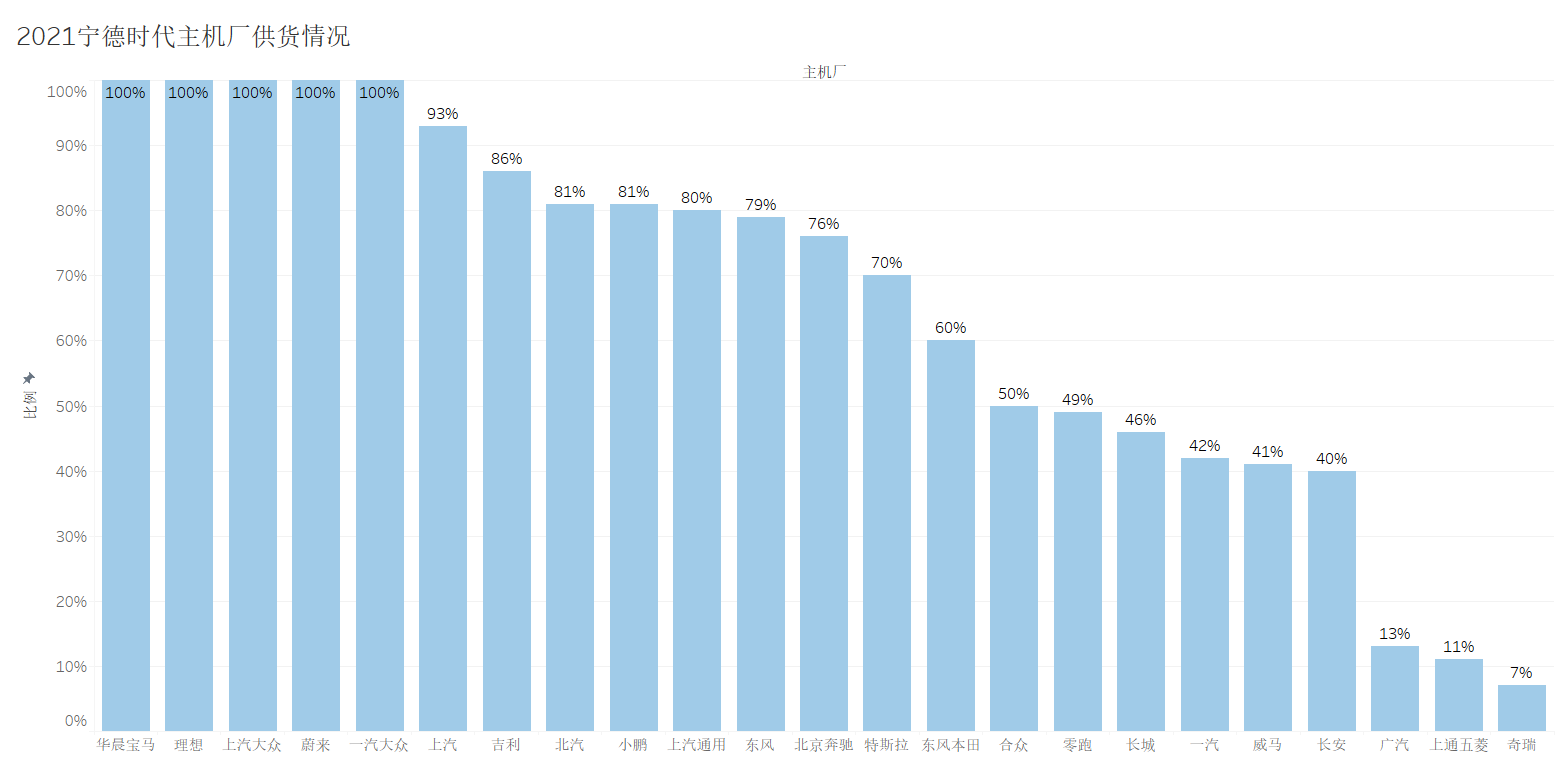 2021宁德时代主机厂供货情况
主机厂
比例
100%
90%
80%
70%
60%
50%
40%
30%
20%
10%
0%
100% 100% 100% 100% 100% 93% 86% 81% 81% 80% 79% 76% 70% 60% 50% 49% 46% 42% 41% 40% 13% 11% 7%
华晨宝马 理想 上汽大众 蔚来 一汽大众 上汽 吉利 北汽 小鹏 上汽通用 东风 北京奔驰 特斯拉 东风本田 合众 零跑 长城 一汽 威马 长安 广汽 上通五菱 奇瑞